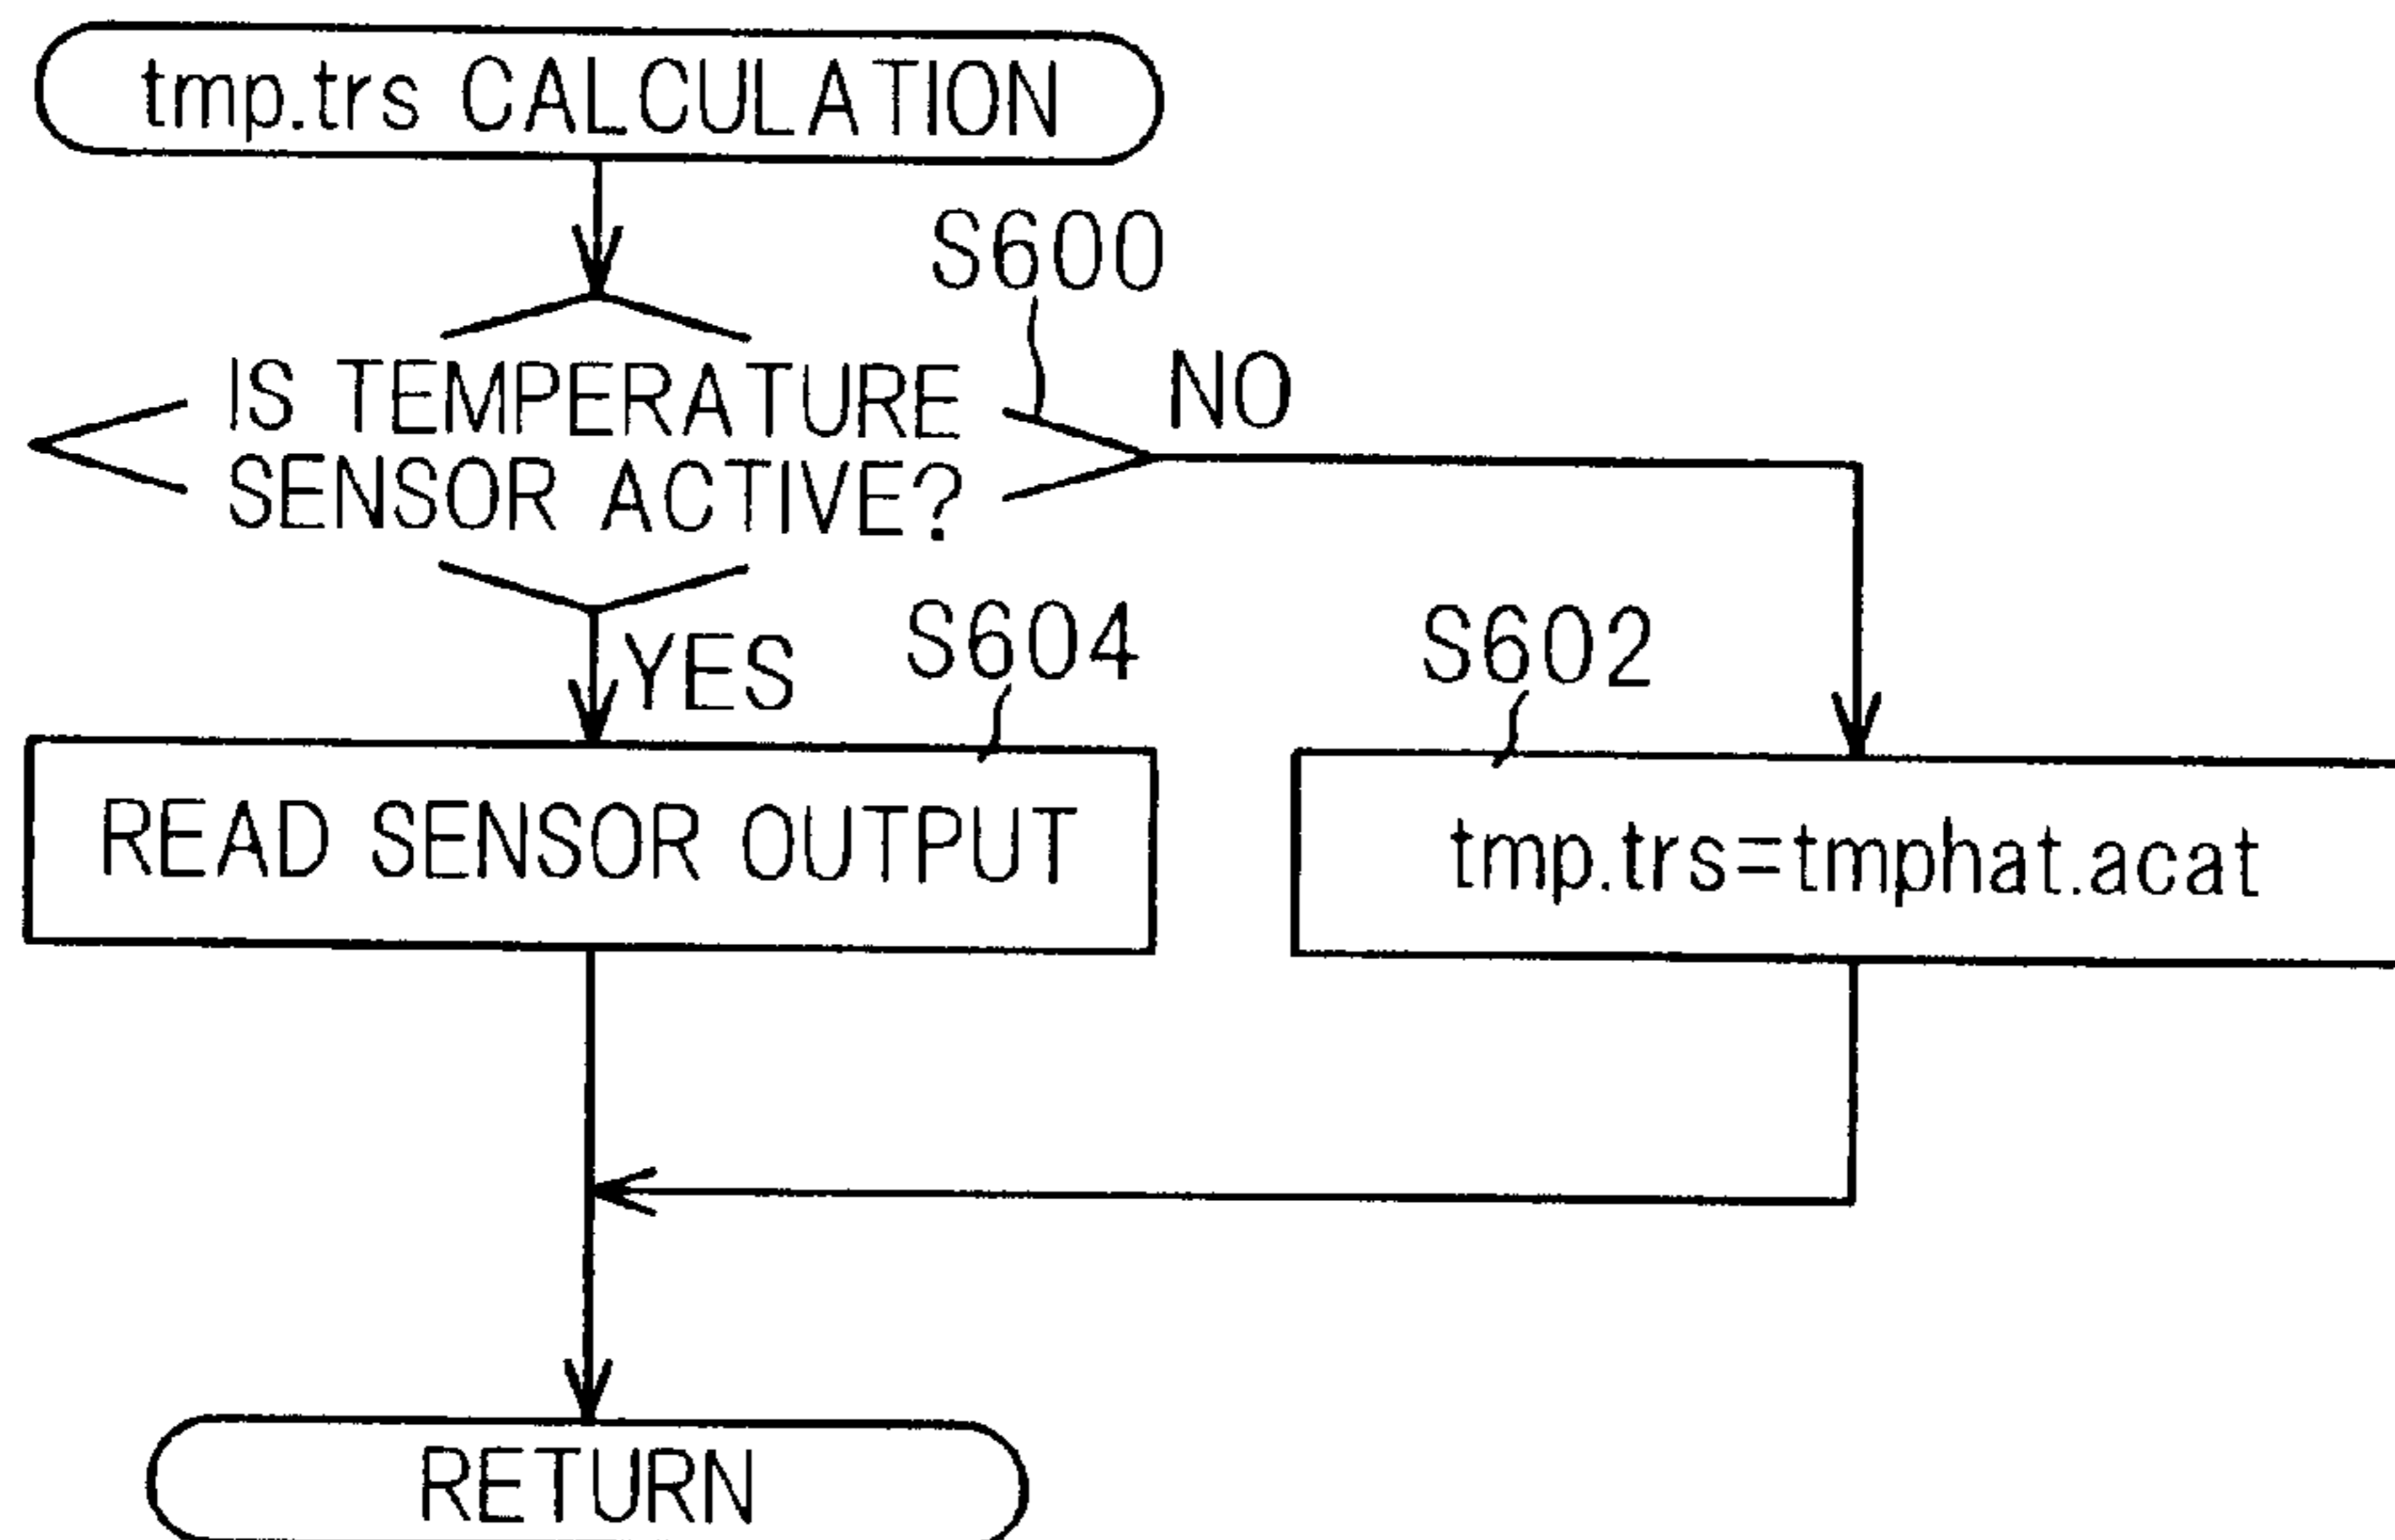 tmp.trs CALCULATION
S600
IS TEMPERATURE
SENSOR ACTIVE?
NO
YES
S604
S602
READ SENSOR OUTPUT
tmp.trs=tmphat.acat
RETURN